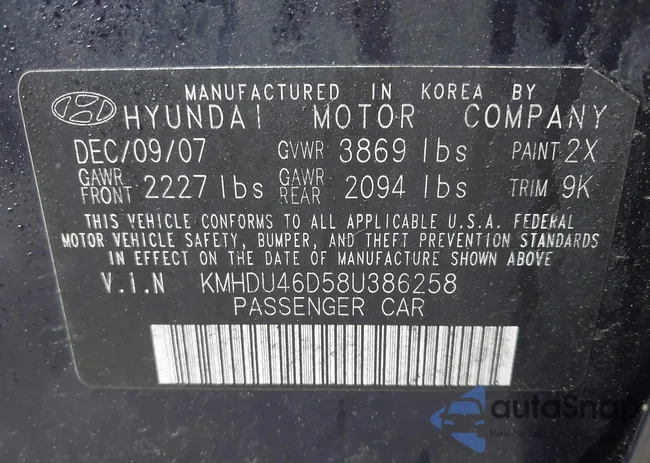 MANUFACTURED IN KOREA BY
HYUNDAI MOTOR COMPANY
DEC/09/07 GVWR 3869 lbs PAINT 2X
GAWR FRONT 2227 lbs GAWR REAR 2094 lbs TRIM 9K
THIS VEHICLE CONFORMS TO ALL APPLICABLE U.S.A. FEDERAL
MOTOR VEHICLE SAFETY, BUMPER, AND THEFT PREVENTION STANDARDS
IN EFFECT ON THE DATE OF MANUFACTURE SHOWN ABOVE
V.I.N KMHDU46D58U386258
PASSENGER CAR
autoSnap